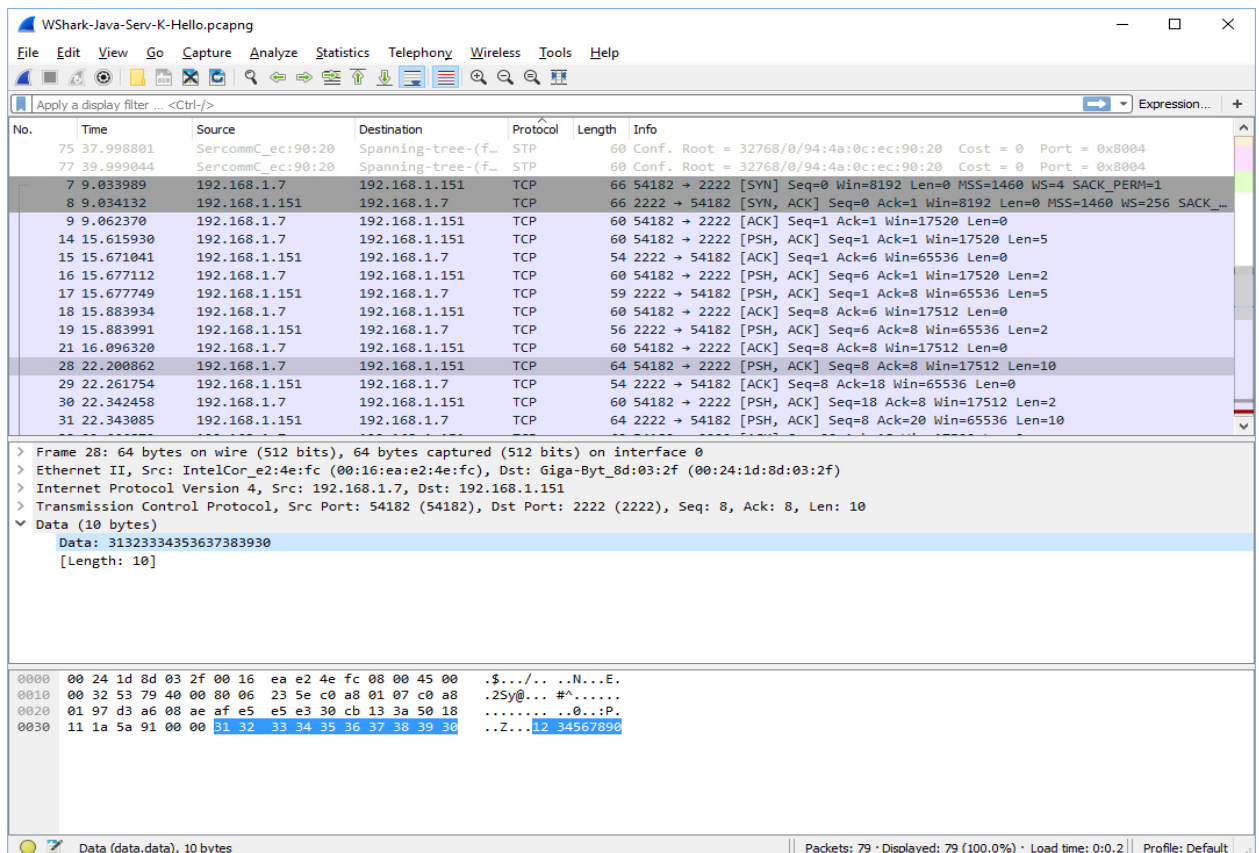 WShark-Java-Serv-K-Hello.pcapng
File Edit View Go Capture Analyze Statistics Telephony Wireless Tools Help
Apply a display filter ... <Ctrl-/> Expression... +
No. Time Source Destination Protocol Length Info
75 37.998801 SercommC_ec:90:20 Spanning-tree-(f… STP 60 Conf. Root = 32768/0/94:4a:0c:ec:90:20 Cost = 0 Port = 0x8004
77 39.999044 SercommC_ec:90:20 Spanning-tree-(f… STP 60 Conf. Root = 32768/0/94:4a:0c:ec:90:20 Cost = 0 Port = 0x8004
7 9.033989 192.168.1.7 192.168.1.151 TCP 66 54182 → 2222 [SYN] Seq=0 Win=8192 Len=0 MSS=1460 WS=4 SACK_PERM=1
8 9.034132 192.168.1.151 192.168.1.7 TCP 66 2222 → 54182 [SYN, ACK] Seq=0 Ack=1 Win=8192 Len=0 MSS=1460 WS=256 SACK_…
9 9.062370 192.168.1.7 192.168.1.151 TCP 60 54182 → 2222 [ACK] Seq=1 Ack=1 Win=17520 Len=0
14 15.615930 192.168.1.7 192.168.1.151 TCP 60 54182 → 2222 [PSH, ACK] Seq=1 Ack=1 Win=17520 Len=5
15 15.671041 192.168.1.151 192.168.1.7 TCP 54 2222 → 54182 [ACK] Seq=1 Ack=6 Win=65536 Len=0
16 15.677112 192.168.1.7 192.168.1.151 TCP 60 54182 → 2222 [PSH, ACK] Seq=6 Ack=1 Win=17520 Len=2
17 15.677749 192.168.1.151 192.168.1.7 TCP 59 2222 → 54182 [PSH, ACK] Seq=1 Ack=8 Win=65536 Len=5
18 15.883934 192.168.1.7 192.168.1.151 TCP 60 54182 → 2222 [ACK] Seq=8 Ack=6 Win=17512 Len=0
19 15.883991 192.168.1.151 192.168.1.7 TCP 56 2222 → 54182 [PSH, ACK] Seq=6 Ack=8 Win=65536 Len=2
21 16.096320 192.168.1.7 192.168.1.151 TCP 60 54182 → 2222 [ACK] Seq=8 Ack=8 Win=17512 Len=0
28 22.200862 192.168.1.7 192.168.1.151 TCP 64 54182 → 2222 [PSH, ACK] Seq=8 Ack=8 Win=17512 Len=10
29 22.261754 192.168.1.151 192.168.1.7 TCP 54 2222 → 54182 [ACK] Seq=8 Ack=18 Win=65536 Len=0
30 22.342458 192.168.1.7 192.168.1.151 TCP 60 54182 → 2222 [PSH, ACK] Seq=18 Ack=8 Win=17512 Len=2
31 22.343085 192.168.1.151 192.168.1.7 TCP 64 2222 → 54182 [PSH, ACK] Seq=8 Ack=20 Win=65536 Len=10
> Frame 28: 64 bytes on wire (512 bits), 64 bytes captured (512 bits) on interface 0
> Ethernet II, Src: IntelCor_e2:4e:fc (00:16:ea:e2:4e:fc), Dst: Giga-Byt_8d:03:2f (00:24:1d:8d:03:2f)
> Internet Protocol Version 4, Src: 192.168.1.7, Dst: 192.168.1.151
> Transmission Control Protocol, Src Port: 54182 (54182), Dst Port: 2222 (2222), Seq: 8, Ack: 8, Len: 10
Data (10 bytes)
Data: 31323334353637383930
[Length: 10]
0000 00 24 1d 8d 03 2f 00 16 ea e2 4e fc 08 00 45 00 .$.../.. ..N...E.
0010 00 32 53 79 40 00 80 06 23 5e c0 a8 01 07 c0 a8 .2Sy@... #^......
0020 01 97 d3 a6 08 ae af e5 e5 e3 30 cb 13 3a 50 18 ........ ..0..:P.
0030 11 1a 5a 91 00 00 31 32 33 34 35 36 37 38 39 30 ..Z...12 34567890
Data (data.data), 10 bytes Packets: 79 · Displayed: 79 (100.0%) · Load time: 0:0.2 Profile: Default